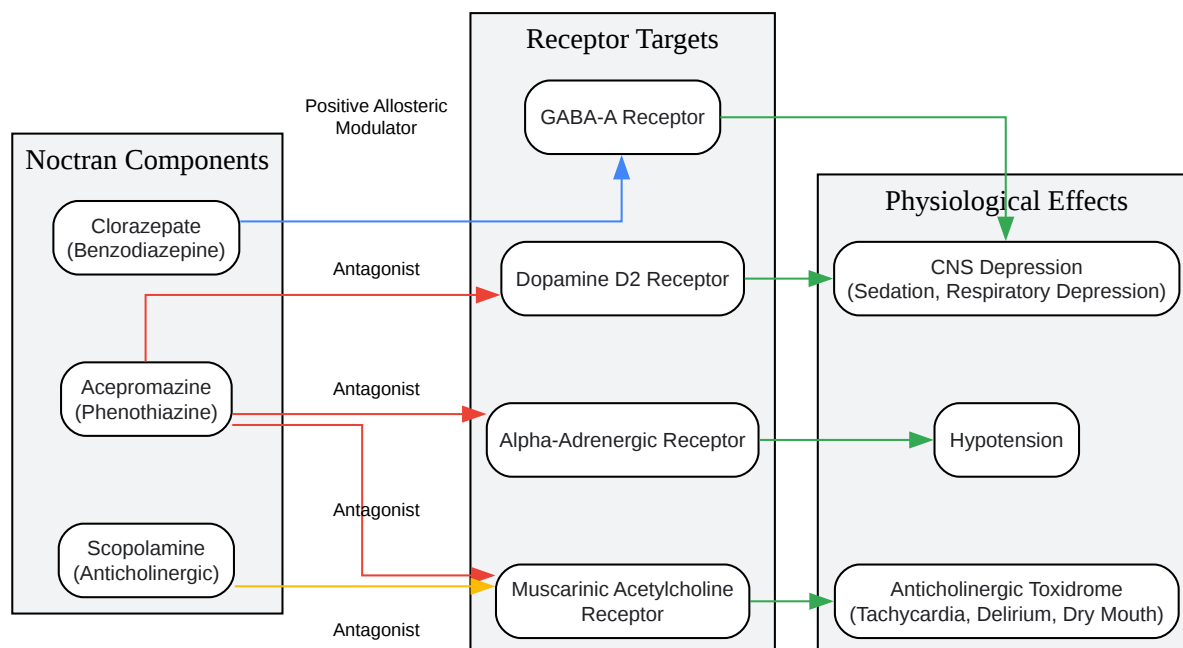 Noctran Components
Clorazepate
(Benzodiazepine)
Acepromazine
(Phenothiazine)
Scopolamine
(Anticholinergic)
Positive Allosteric
Modulator
Antagonist
Antagonist
Antagonist
Antagonist
Receptor Targets
GABA-A Receptor
Dopamine D2 Receptor
Alpha-Adrenergic Receptor
Muscarinic Acetylcholine
Receptor
Physiological Effects
CNS Depression
(Sedation, Respiratory Depression)
Hypotension
Anticholinergic Toxidrome
(Tachycardia, Delirium, Dry Mouth)